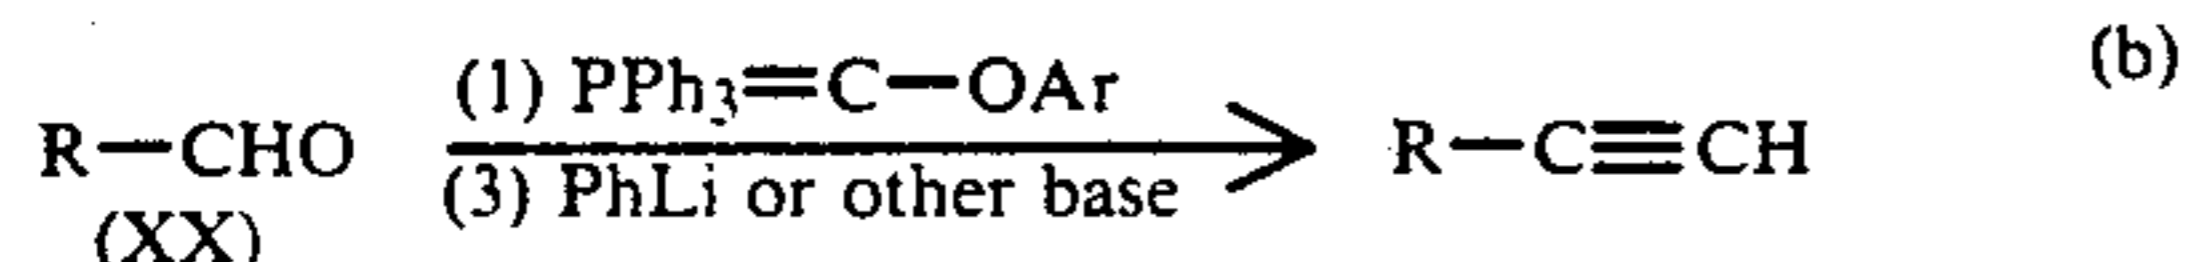 (b)
(1) PPh₃=C—OAr
R—CHO
R—C≡CH
(3) PhLi or other base
(XX)